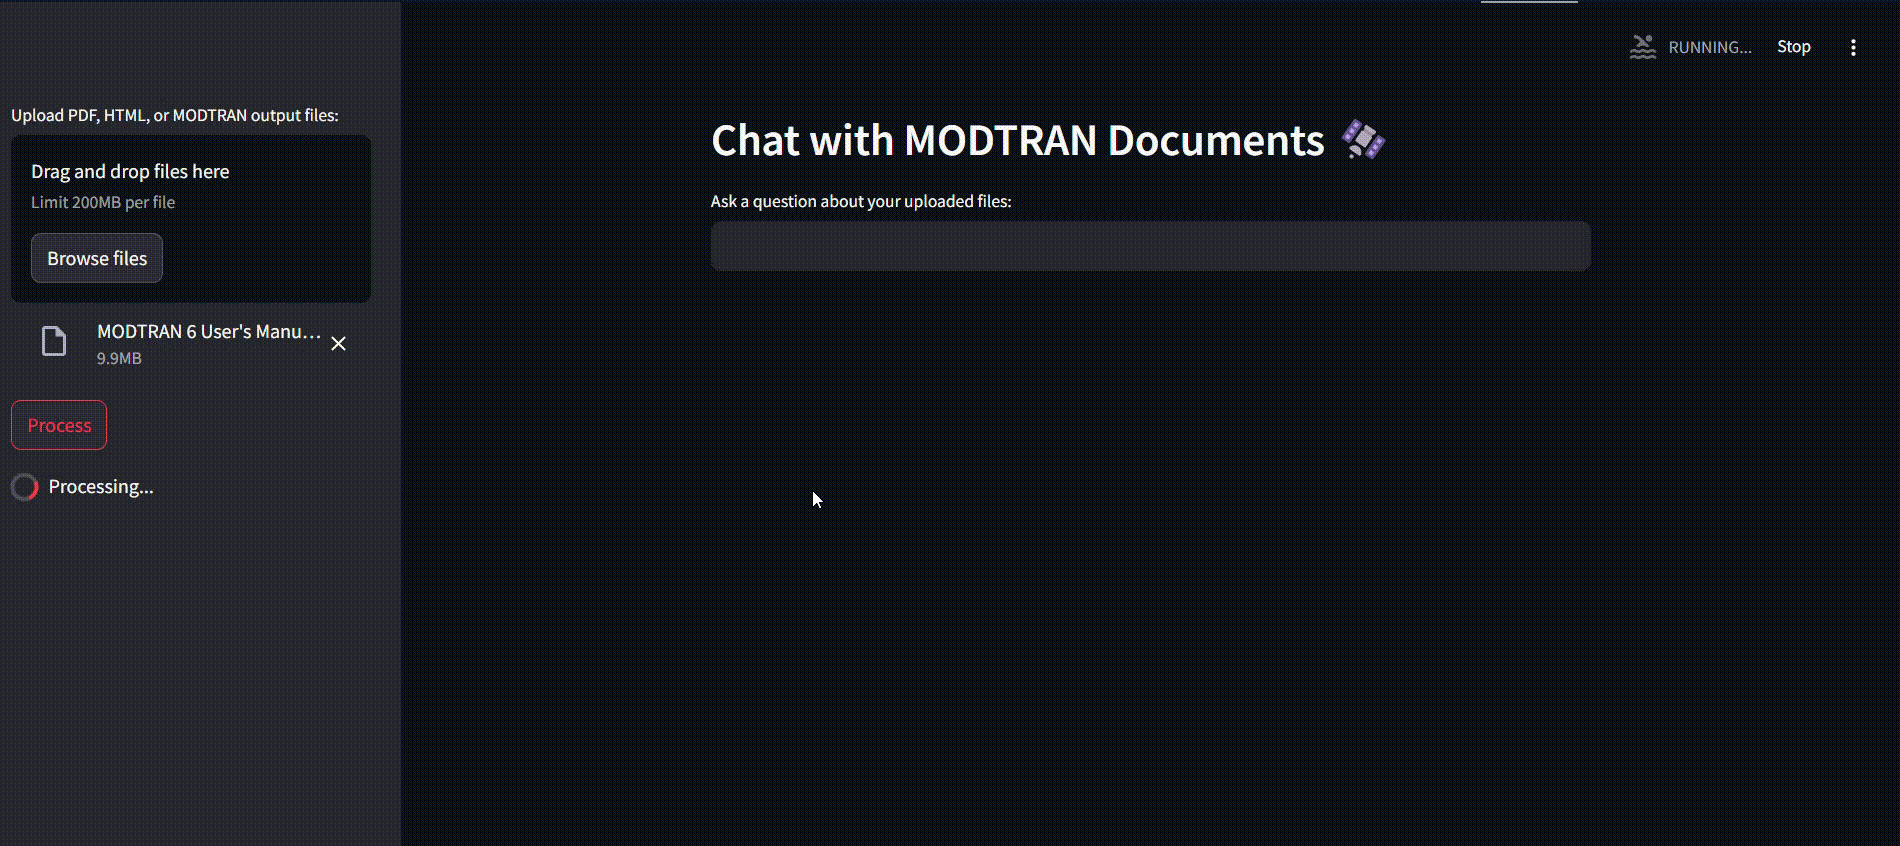 RUNNING...
Stop
Upload PDF, HTML, or MODTRAN output files:
Drag and drop files here
Limit 200MB per file
Browse files
MODTRAN 6 User's Manu...
9.9MB
Process
Processing...
Chat with MODTRAN Documents
Ask a question about your uploaded files: